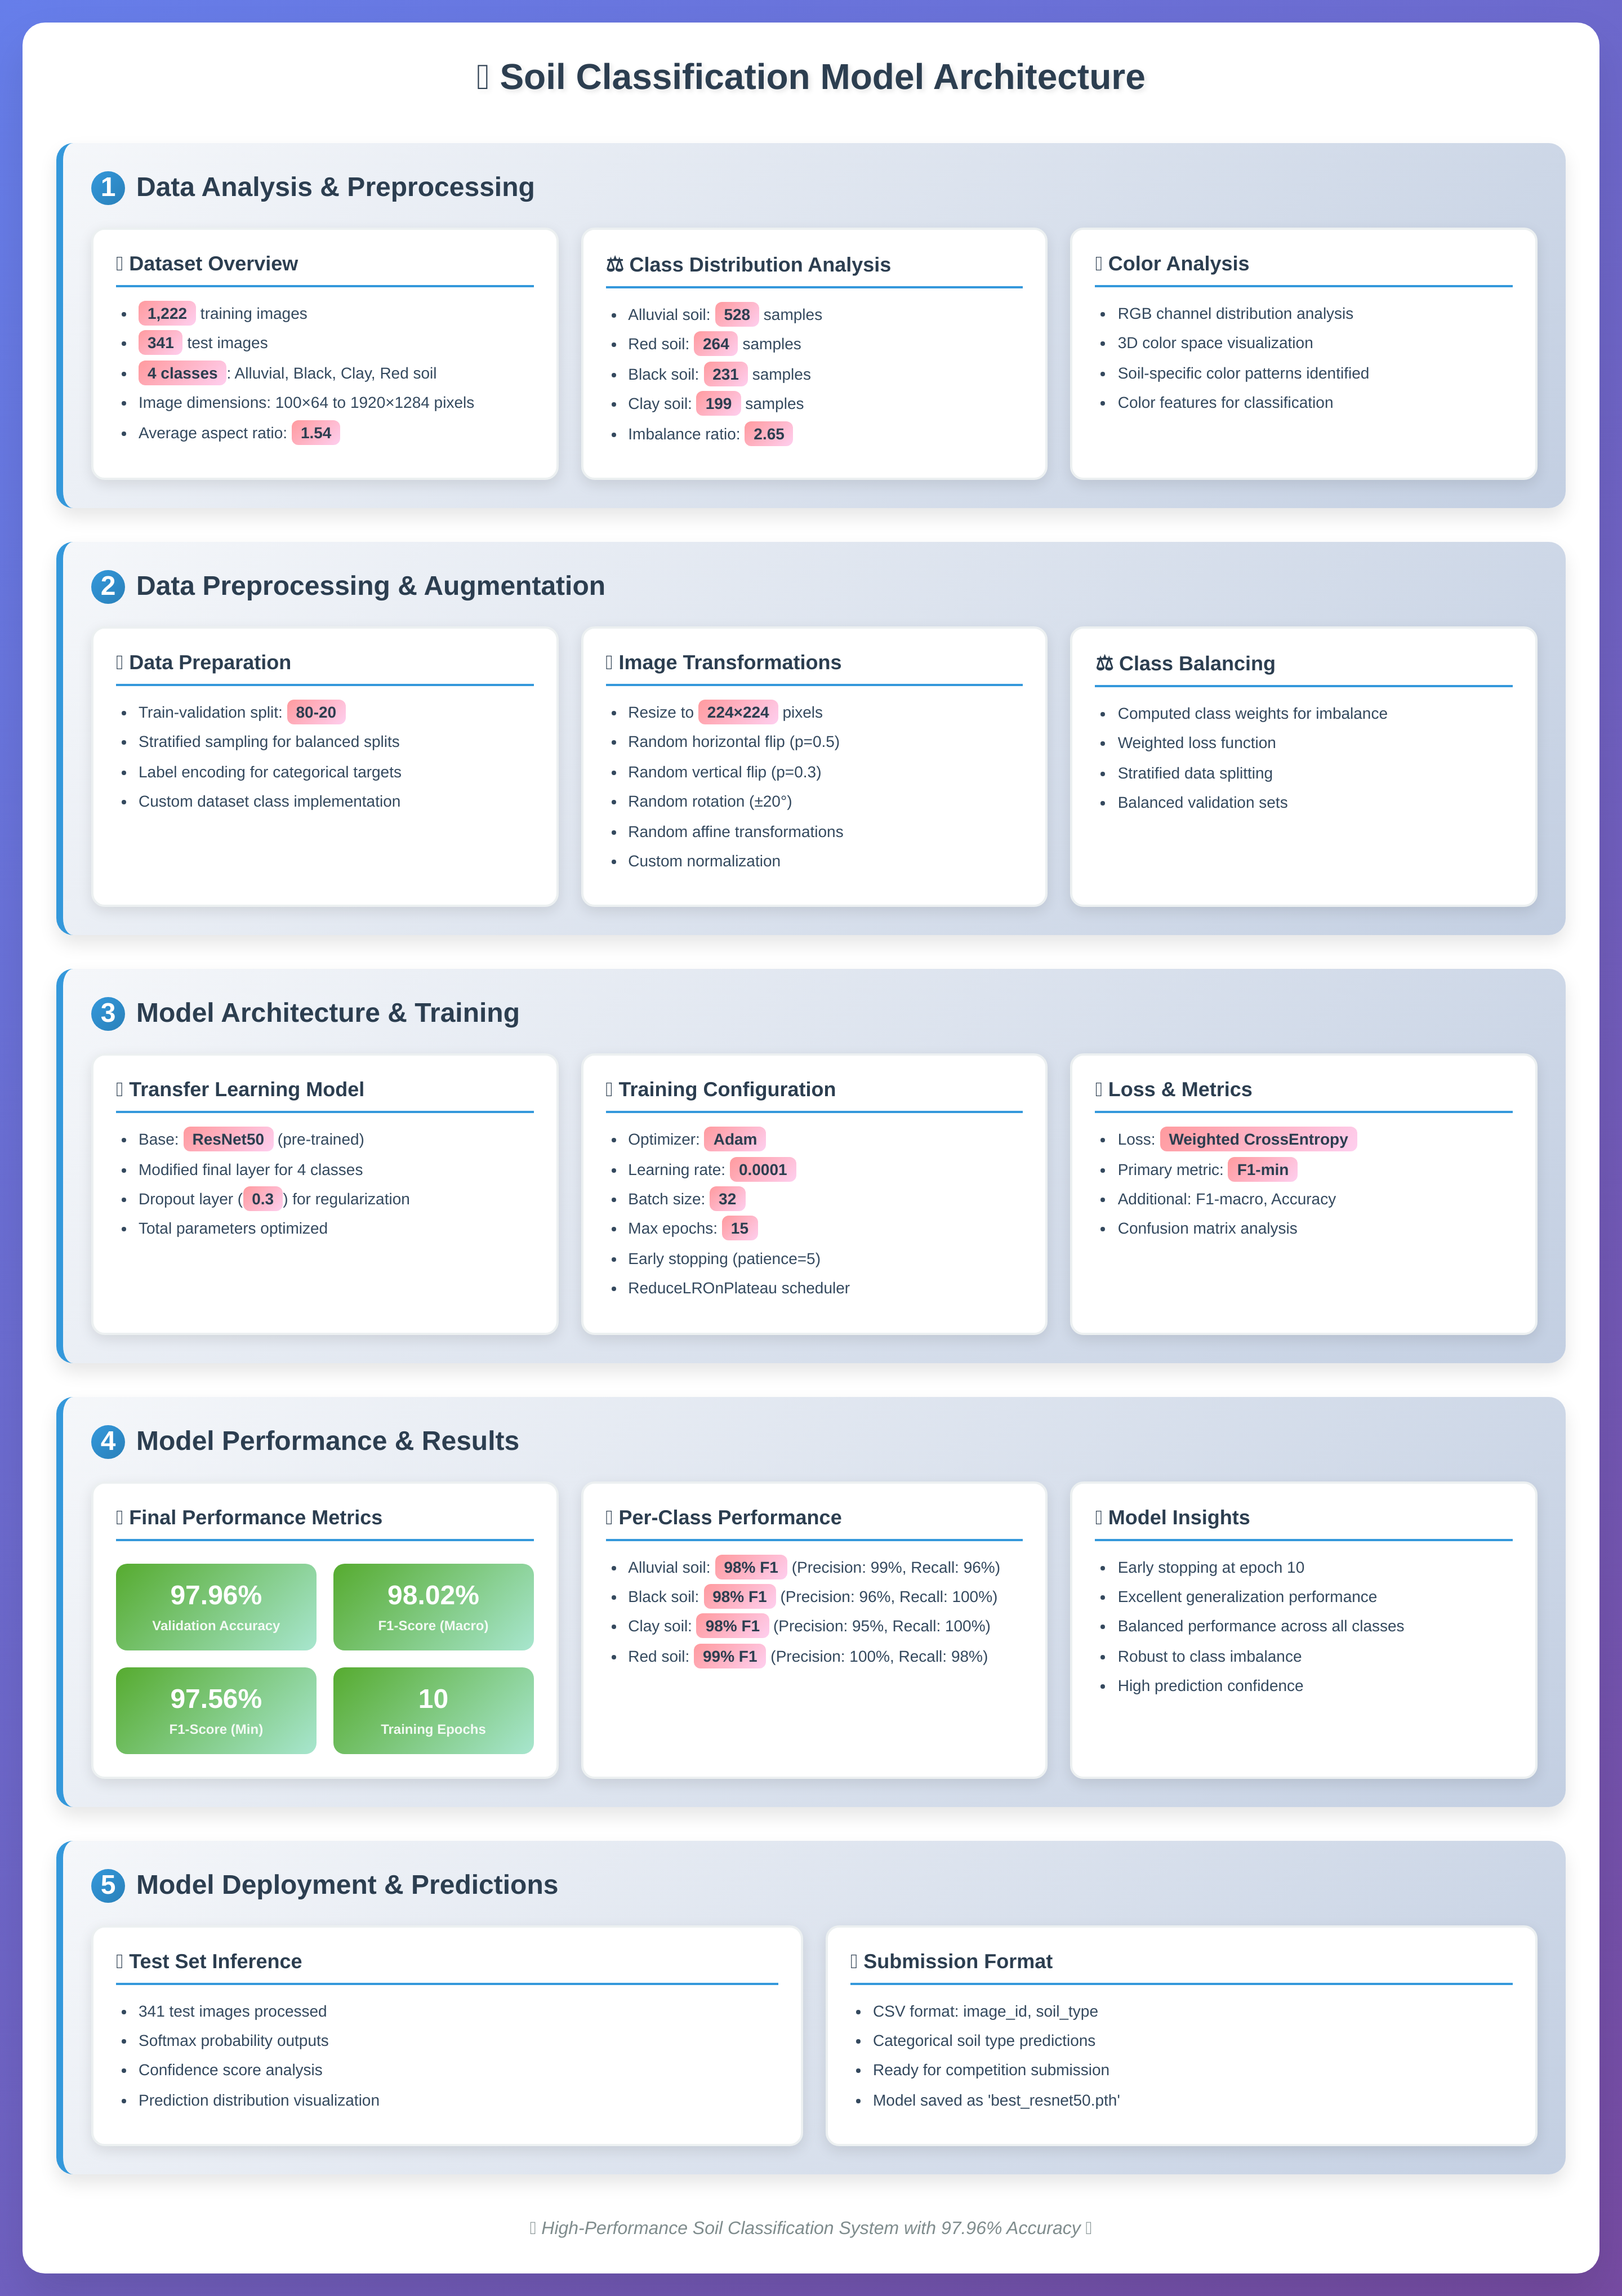 Soil Classification Model Architecture
1 Data Analysis & Preprocessing
Dataset Overview
• 1,222 training images
• 341 test images
• 4 classes : Alluvial, Black, Clay, Red soil
• Image dimensions: 100×64 to 1920×1284 pixels
• Average aspect ratio: 1.54
⚖ Class Distribution Analysis
• Alluvial soil: 528 samples
• Red soil: 264 samples
• Black soil: 231 samples
• Clay soil: 199 samples
• Imbalance ratio: 2.65
Color Analysis
• RGB channel distribution analysis
• 3D color space visualization
• Soil-specific color patterns identified
• Color features for classification
2 Data Preprocessing & Augmentation
Data Preparation
• Train-validation split: 80-20
• Stratified sampling for balanced splits
• Label encoding for categorical targets
• Custom dataset class implementation
Image Transformations
• Resize to 224×224 pixels
• Random horizontal flip (p=0.5)
• Random vertical flip (p=0.3)
• Random rotation (±20°)
• Random affine transformations
• Custom normalization
⚖ Class Balancing
• Computed class weights for imbalance
• Weighted loss function
• Stratified data splitting
• Balanced validation sets
3 Model Architecture & Training
Transfer Learning Model
• Base: ResNet50 (pre-trained)
• Modified final layer for 4 classes
• Dropout layer ( 0.3 ) for regularization
• Total parameters optimized
Training Configuration
• Optimizer: Adam
• Learning rate: 0.0001
• Batch size: 32
• Max epochs: 15
• Early stopping (patience=5)
• ReduceLROnPlateau scheduler
Loss & Metrics
• Loss: Weighted CrossEntropy
• Primary metric: F1-min
• Additional: F1-macro, Accuracy
• Confusion matrix analysis
4 Model Performance & Results
Final Performance Metrics
97.96%
Validation Accuracy
98.02%
F1-Score (Macro)
97.56%
F1-Score (Min)
10
Training Epochs
Per-Class Performance
• Alluvial soil: 98% F1 (Precision: 99%, Recall: 96%)
• Black soil: 98% F1 (Precision: 96%, Recall: 100%)
• Clay soil: 98% F1 (Precision: 95%, Recall: 100%)
• Red soil: 99% F1 (Precision: 100%, Recall: 98%)
Model Insights
• Early stopping at epoch 10
• Excellent generalization performance
• Balanced performance across all classes
• Robust to class imbalance
• High prediction confidence
5 Model Deployment & Predictions
Test Set Inference
• 341 test images processed
• Softmax probability outputs
• Confidence score analysis
• Prediction distribution visualization
Submission Format
• CSV format: image_id, soil_type
• Categorical soil type predictions
• Ready for competition submission
• Model saved as 'best_resnet50.pth'
High-Performance Soil Classification System with 97.96% Accuracy